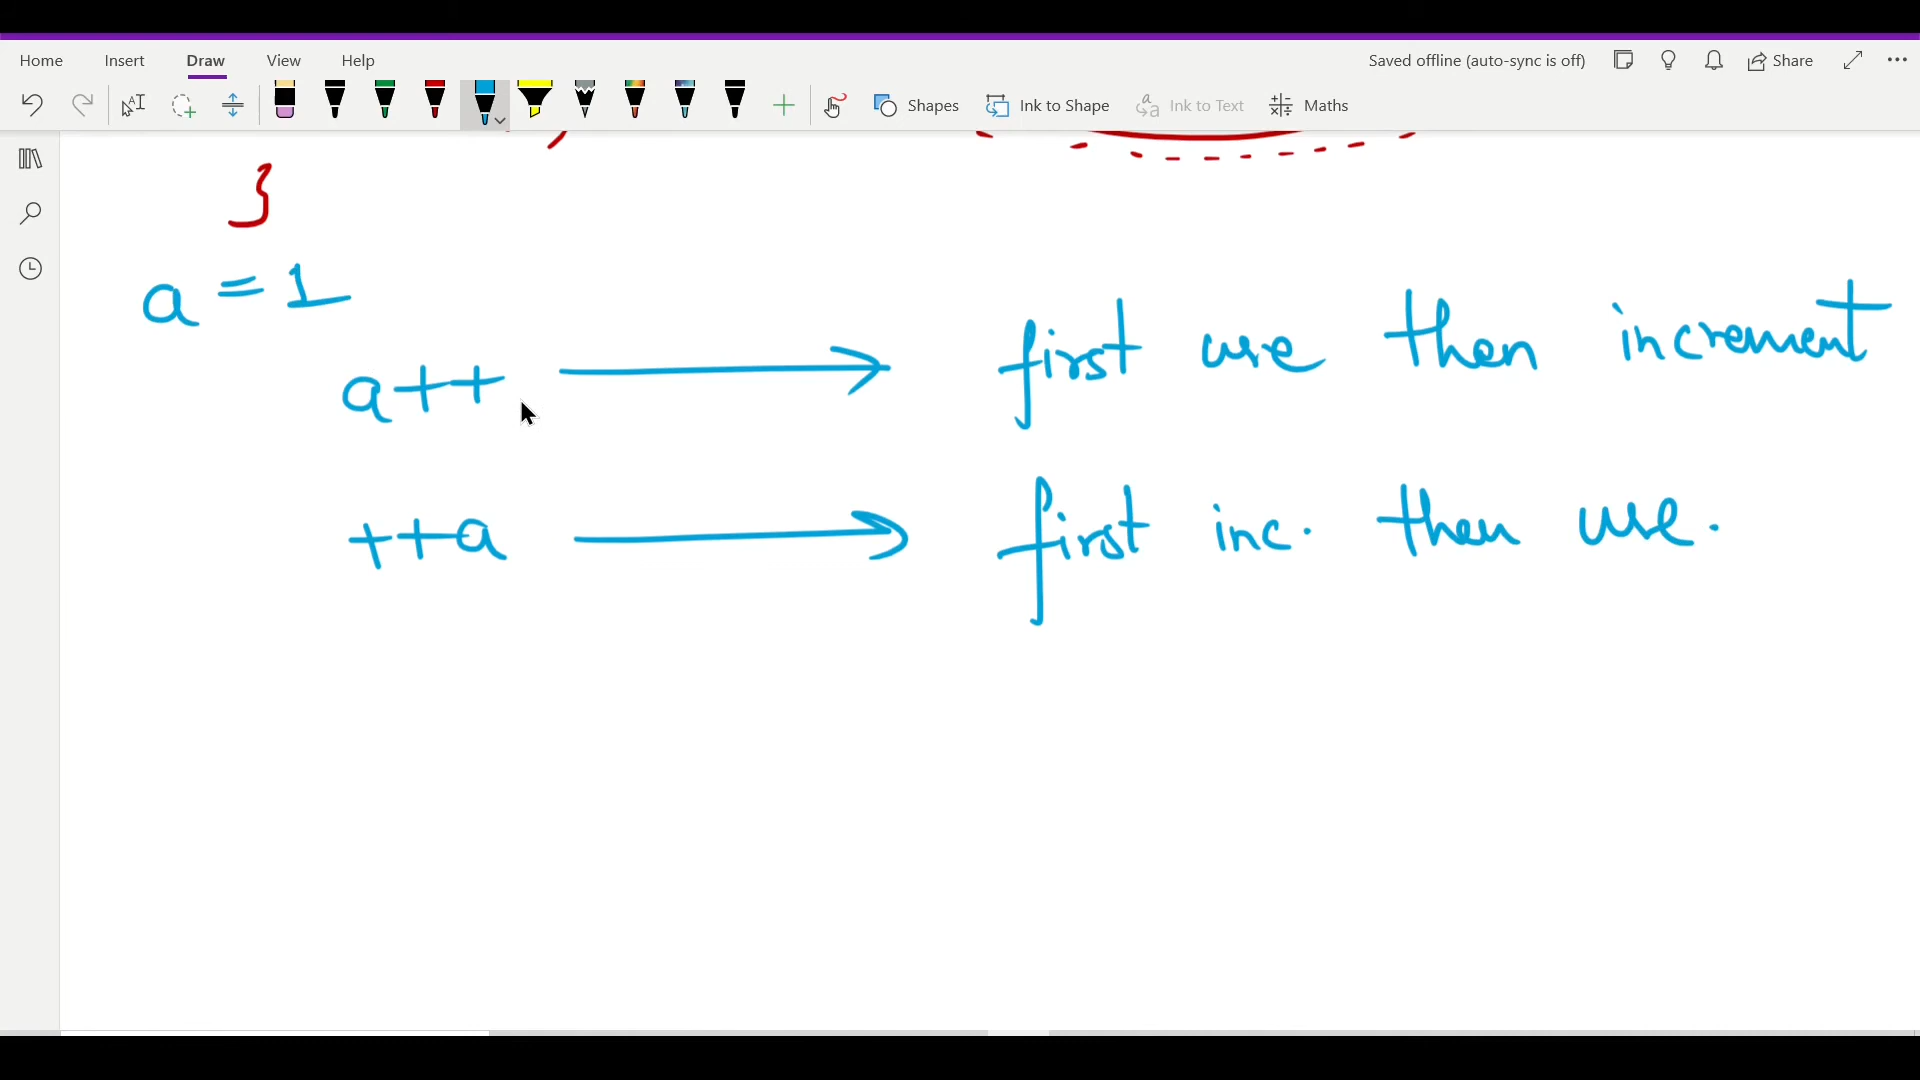 Home Insert Draw View Help Saved offline (auto-sync is off) Share
Shapes Ink to Shape Ink to Text Maths
}
a = 1
a++ → first use then increment
++a → first inc. then use.